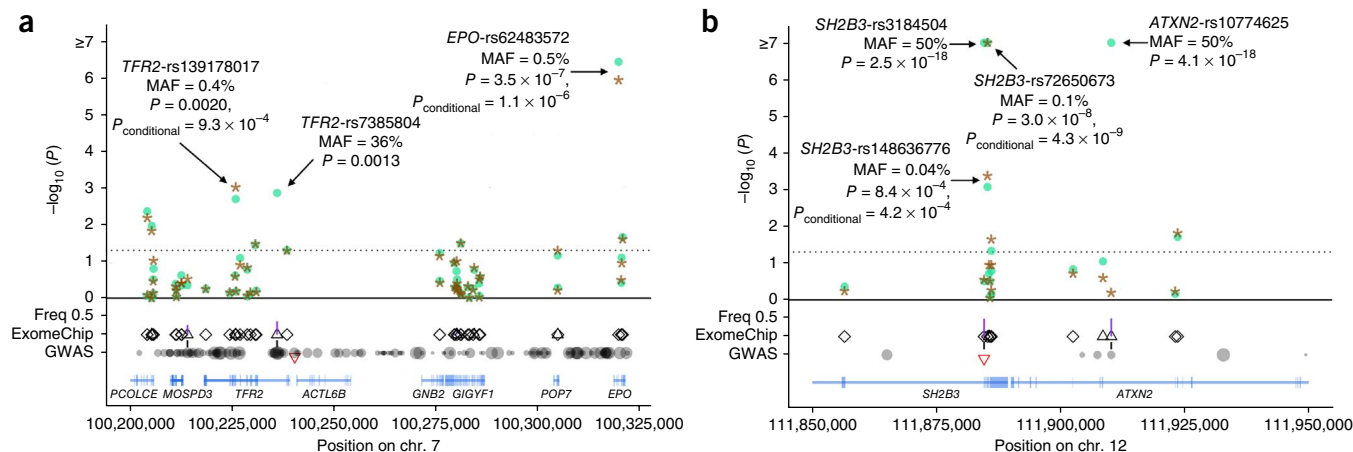 a
≥7
6
5
4
3
2
1
0
–log10 (P)
TFR2-rs139178017
MAF = 0.4%
P = 0.0020,
Pconditional = 9.3 × 10–4
TFR2-rs7385804
MAF = 36%
P = 0.0013
EPO-rs62483572
MAF = 0.5%
P = 3.5 × 10–7,
Pconditional = 1.1 × 10–6
Freq 0.5
ExomeChip
GWAS
PCOLCE MOSPD3 TFR2 ACTL6B GNB2 GIGYF1 POP7 EPO
100,200,000 100,225,000 100,250,000 100,275,000 100,300,000 100,325,000
Position on chr. 7
b
≥7
6
5
4
3
2
1
0
–log10 (P)
SH2B3-rs3184504
MAF = 50%
P = 2.5 × 10–18
ATXN2-rs10774625
MAF = 50%
P = 4.1 × 10–18
SH2B3-rs72650673
MAF = 0.1%
P = 3.0 × 10–8,
Pconditional = 4.3 × 10–9
SH2B3-rs148636776
MAF = 0.04%
P = 8.4 × 10–4,
Pconditional = 4.2 × 10–4
Freq 0.5
ExomeChip
GWAS
SH2B3 ATXN2
111,850,000 111,875,000 111,900,000 111,925,000 111,950,000
Position on chr. 12